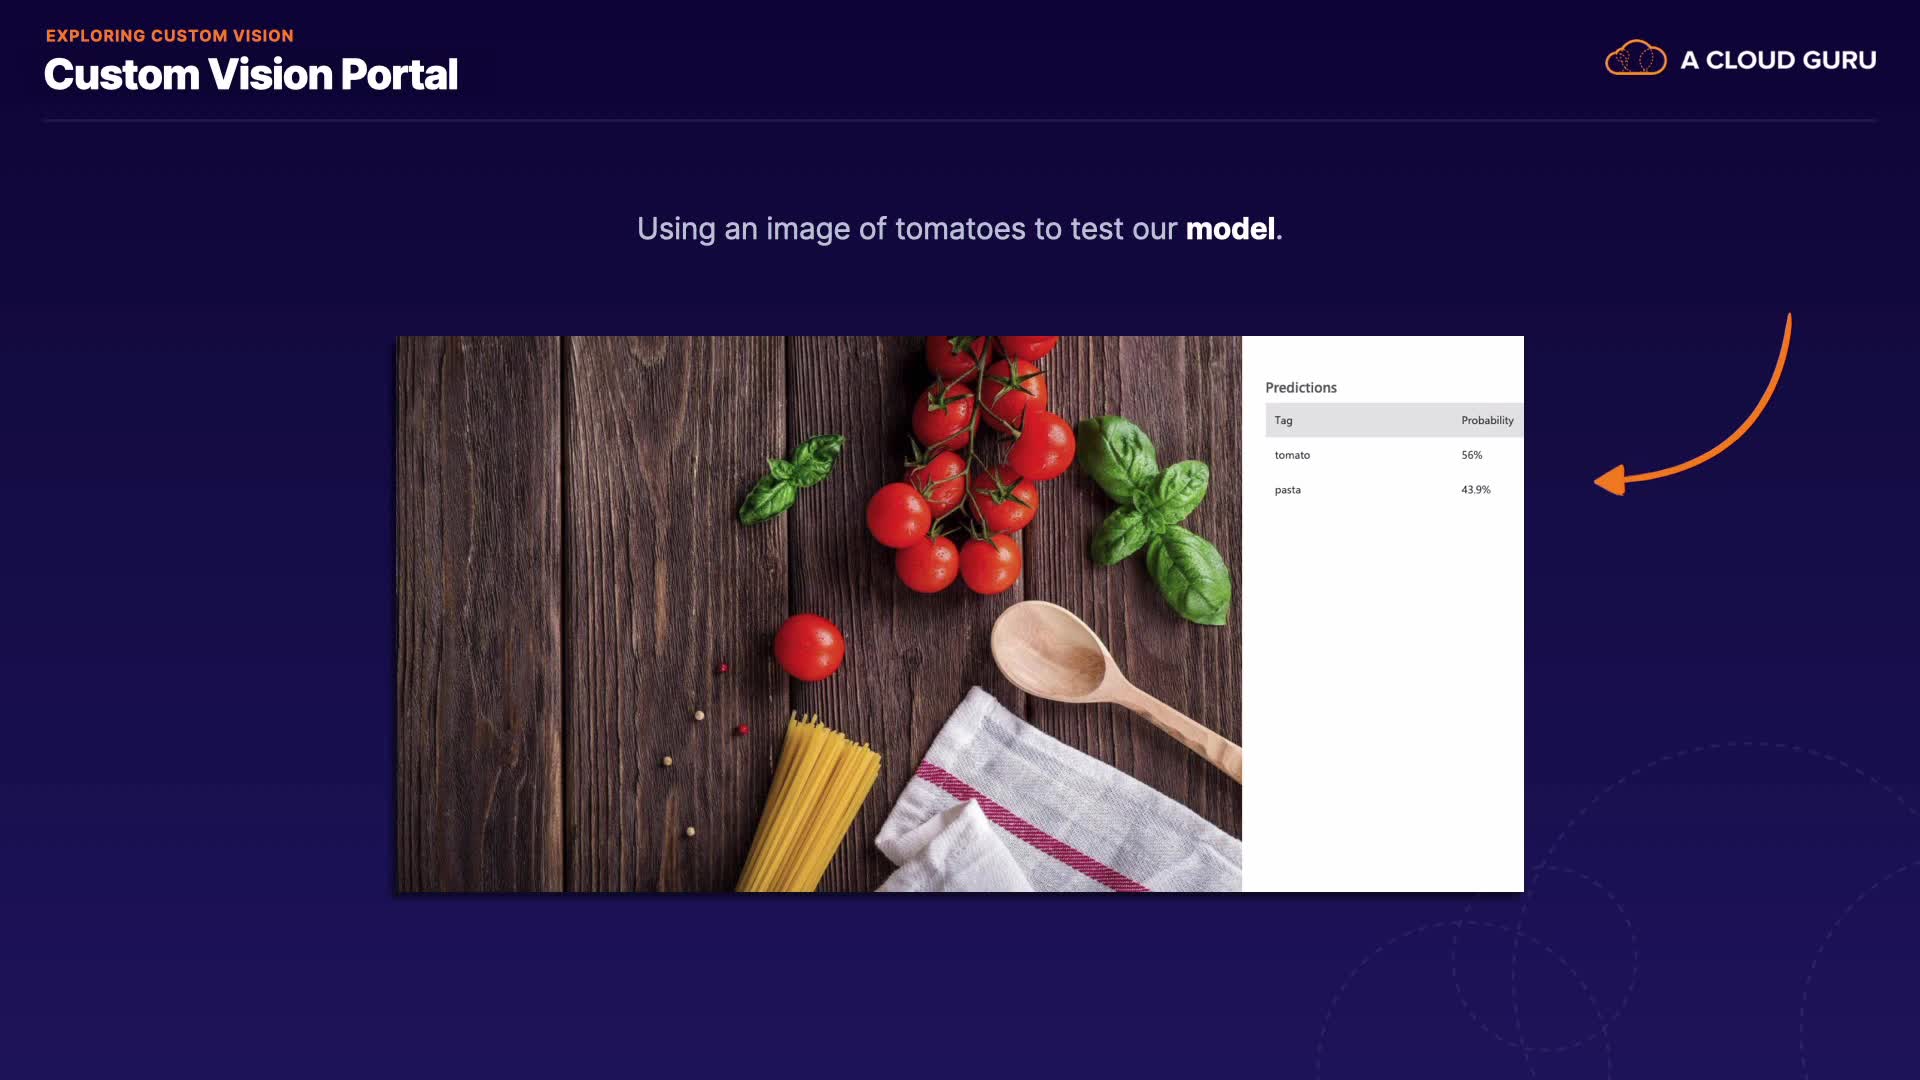 EXPLORING CUSTOM VISION
Custom Vision Portal
A CLOUD GURU
Using an image of tomatoes to test our model.
Predictions
Tag Probability
tomato 56%
pasta 43.9%